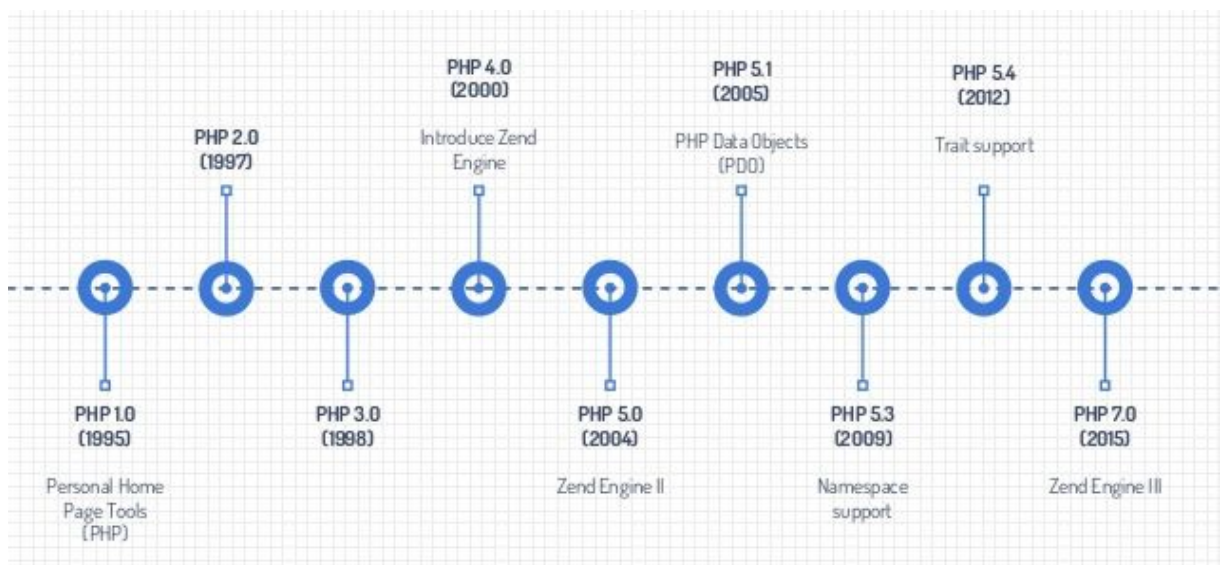 PHP 1.0
(1995)
Personal Home
Page Tools
(PHP)
PHP 2.0
(1997)
PHP 3.0
(1998)
PHP 4.0
(2000)
Introduce Zend
Engine
PHP 5.0
(2004)
Zend Engine II
PHP 5.1
(2005)
PHP Data Objects
(PDO)
PHP 5.3
(2009)
Namespace
support
PHP 5.4
(2012)
Trait support
PHP 7.0
(2015)
Zend Engine III